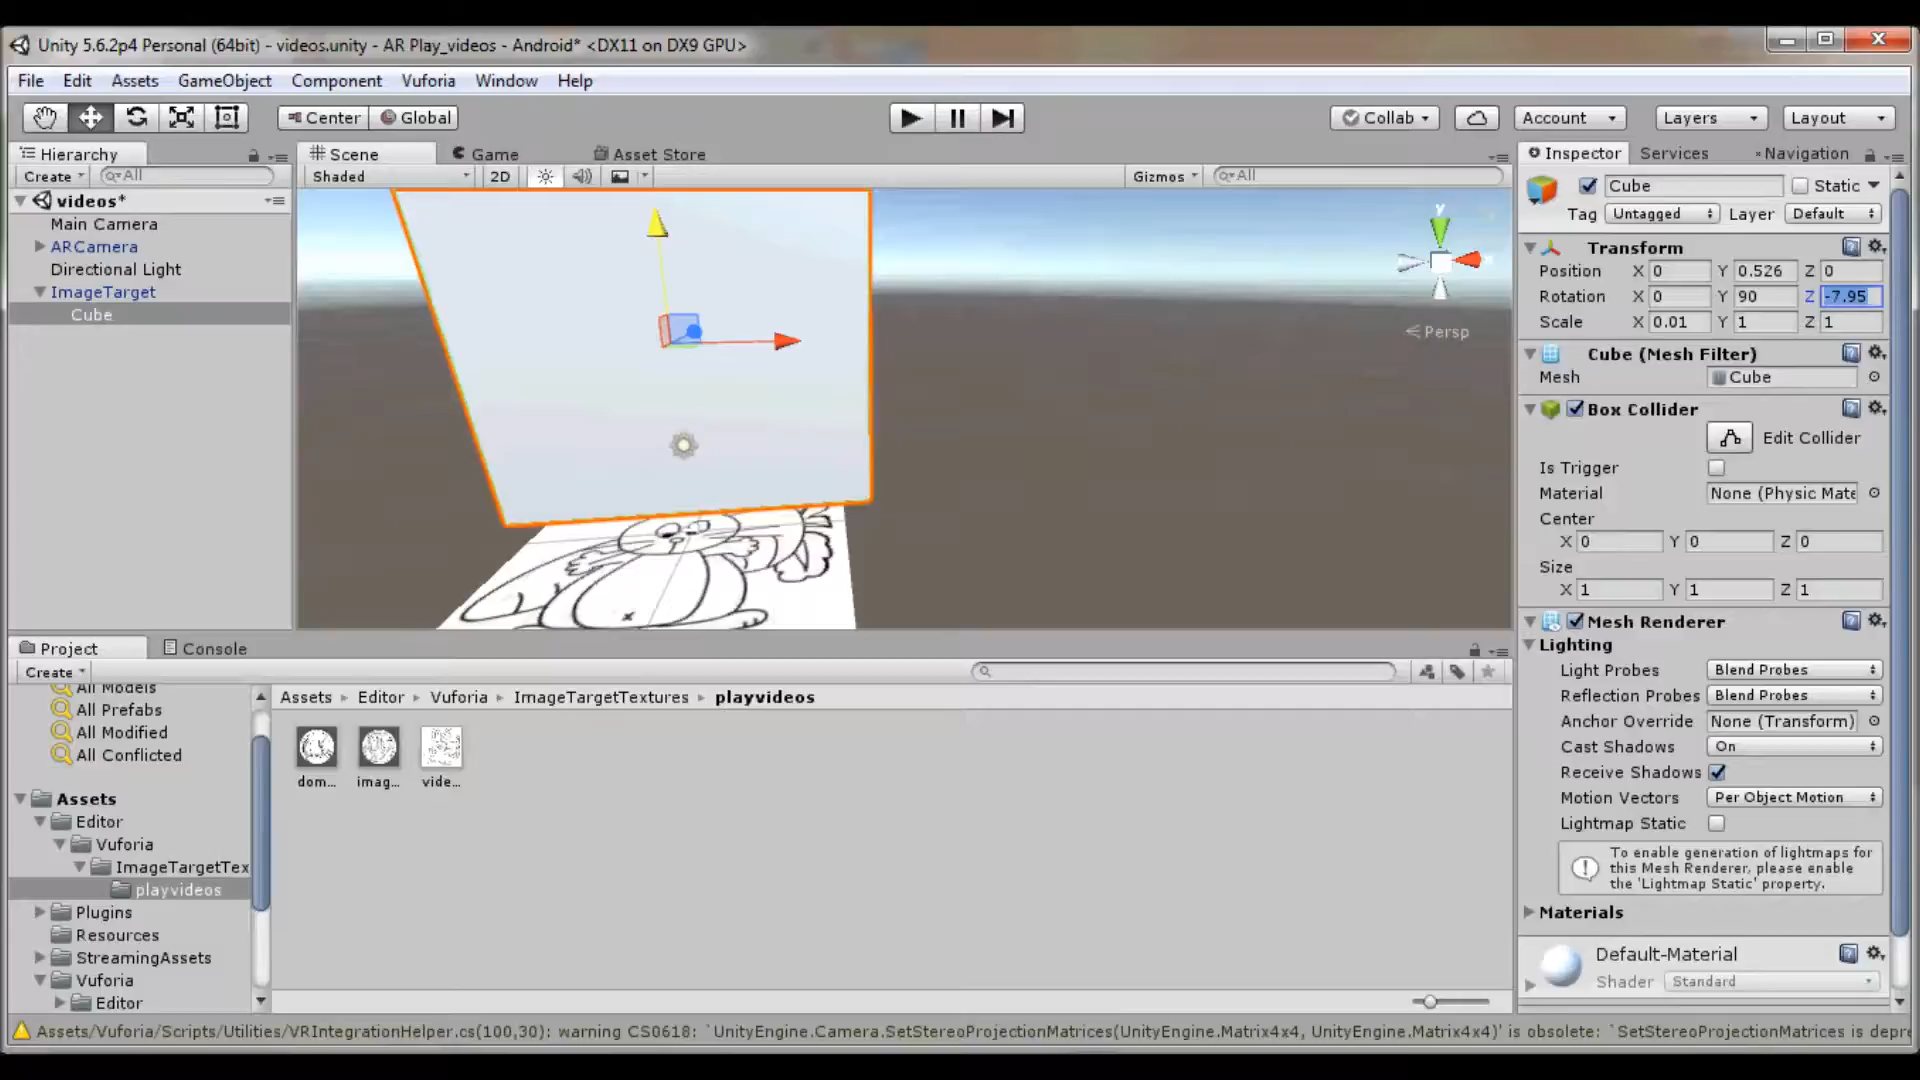 Unity 5.6.2p4 Personal (64bit) - videos.unity - AR Play_videos - Android* <DX11 on DX9 GPU>
File Edit Assets GameObject Component Vuforia Window Help
Center Global Collab Account Layers Layout
Hierarchy
Create All
videos*
Main Camera
ARCamera
Directional Light
ImageTarget
Cube
Scene Game Asset Store
Shaded 2D Gizmos All
y
Persp
Inspector Services Navigation
Cube Static
Tag Untagged Layer Default
Transform
Position X 0 Y 0.526 Z 0
Rotation X 0 Y 90 Z -7.95
Scale X 0.01 Y 1 Z 1
Cube (Mesh Filter)
Mesh Cube
Box Collider
Edit Collider
Is Trigger
Material None (Physic Mate
Center
X 0 Y 0 Z 0
Size
X 1 Y 1 Z 1
Mesh Renderer
Lighting
Light Probes Blend Probes
Reflection Probes Blend Probes
Anchor Override None (Transform)
Cast Shadows On
Receive Shadows
Motion Vectors Per Object Motion
Lightmap Static
To enable generation of lightmaps for
this Mesh Renderer, please enable
the 'Lightmap Static' property.
Materials
Default-Material
Shader Standard
Project Console
Create
All Models
All Prefabs
All Modified
All Conflicted
Assets
Editor
Vuforia
ImageTargetTex
playvideos
Plugins
Resources
StreamingAssets
Vuforia
Editor
Assets Editor Vuforia ImageTargetTextures playvideos
dom... imag... vide...
Assets/Vuforia/Scripts/Utilities/VRIntegrationHelper.cs(100,30): warning CS0618: `UnityEngine.Camera.SetStereoProjectionMatrices(UnityEngine.Matrix4x4, UnityEngine.Matrix4x4)' is obsolete: `SetStereoProjectionMatrices is depre